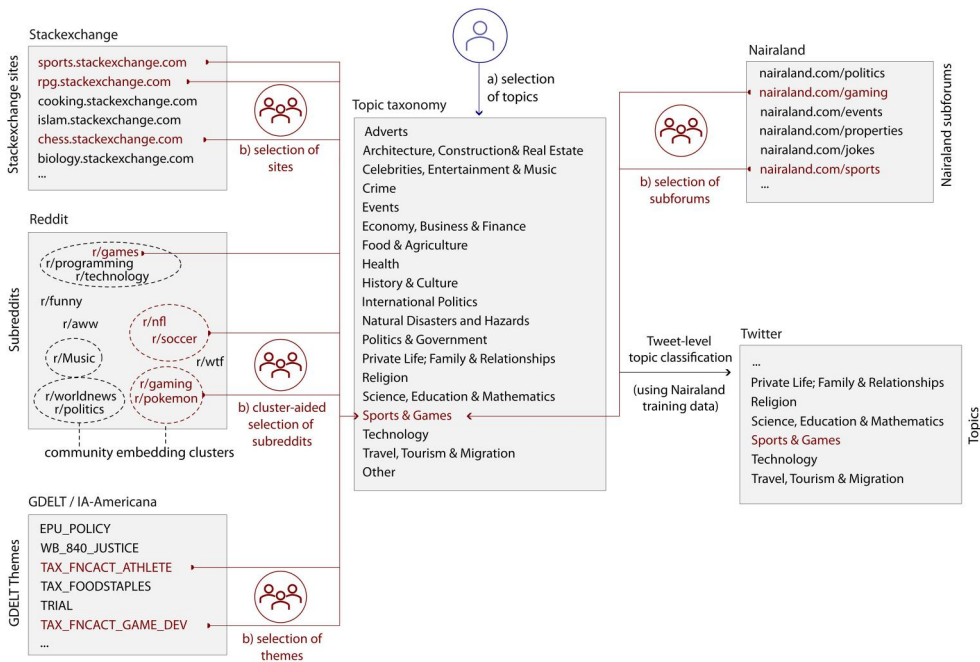 Stackexchange
Stackexchange sites
sports.stackexchange.com
rpg.stackexchange.com
cooking.stackexchange.com
islam.stackexchange.com
chess.stackexchange.com
biology.stackexchange.com
...
b) selection of
sites
Reddit
Subreddits
r/games
r/programming
r/technology
r/funny
r/aww
r/nfl
r/soccer
r/Music
r/wtf
r/worldnews
r/politics
r/gaming
r/pokemon
community embedding clusters
b) cluster-aided
selection of
subreddits
GDELT / IA-Americana
GDELT Themes
EPU_POLICY
WB_840_JUSTICE
TAX_FNCACT_ATHLETE
TAX_FOODSTAPLES
TRIAL
TAX_FNCACT_GAME_DEV
...
b) selection of
themes
a) selection
of topics
Topic taxonomy
Adverts
Architecture, Construction& Real Estate
Celebrities, Entertainment & Music
Crime
Events
Economy, Business & Finance
Food & Agriculture
Health
History & Culture
International Politics
Natural Disasters and Hazards
Politics & Government
Private Life; Family & Relationships
Religion
Science, Education & Mathematics
Sports & Games
Technology
Travel, Tourism & Migration
Other
Nairaland
Nairaland subforums
nairaland.com/politics
nairaland.com/gaming
nairaland.com/events
nairaland.com/properties
nairaland.com/jokes
nairaland.com/sports
...
b) selection of
subforums
Tweet-level
topic classification
(using Nairaland
training data)
Twitter
Topics
...
Private Life; Family & Relationships
Religion
Science, Education & Mathematics
Sports & Games
Technology
Travel, Tourism & Migration